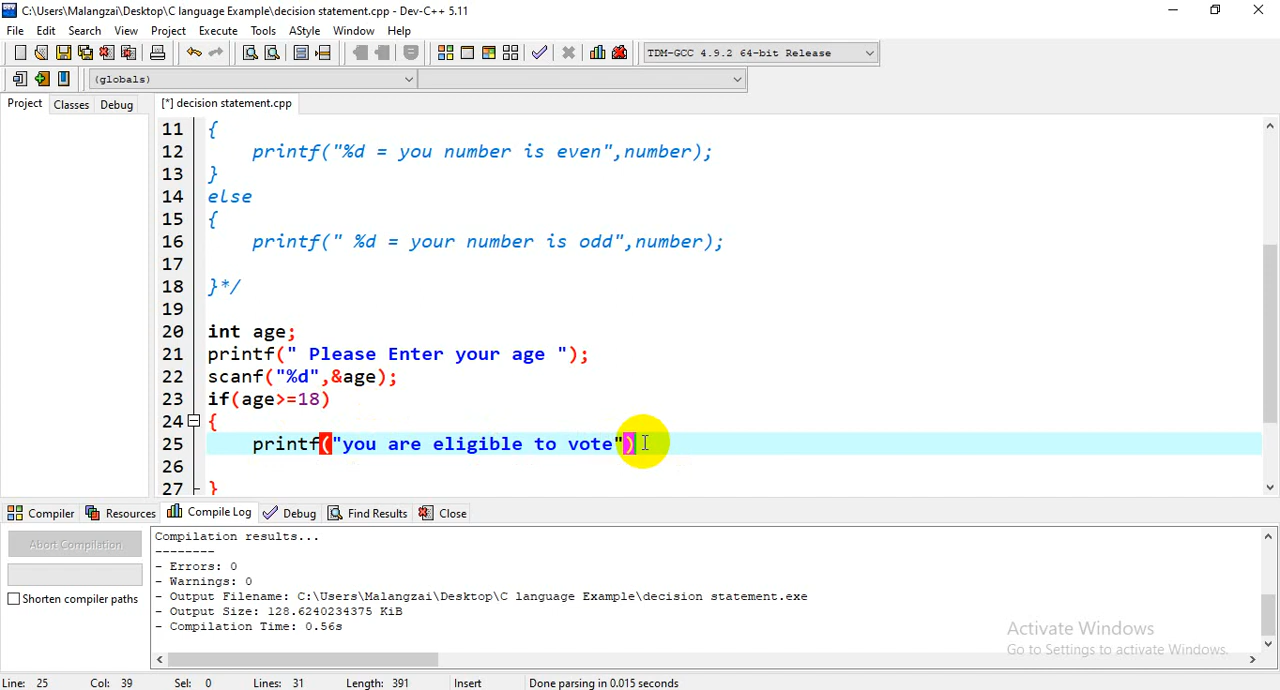 C:\Users\Malangzai\Desktop\C language Example\decision statement.cpp - Dev-C++ 5.11
File Edit Search View Project Execute Tools AStyle Window Help
TDM-GCC 4.9.2 64-bit Release
(globals)
Project Classes Debug [*] decision statement.cpp
11 {
12 printf("%d = you number is even",number);
13 }
14 else
15 {
16 printf(" %d = your number is odd",number);
17
18 }*/
19
20 int age;
21 printf(" Please Enter your age ");
22 scanf("%d",&age);
23 if(age>=18)
24 {
25 printf("you are eligible to vote")
26
27 }
Compiler Resources Compile Log Debug Find Results Close
Abort Compilation
Shorten compiler paths
Compilation results...
--------
- Errors: 0
- Warnings: 0
- Output Filename: C:\Users\Malangzai\Desktop\C language Example\decision statement.exe
- Output Size: 128.6240234375 KiB
- Compilation Time: 0.56s
Activate Windows
Go to Settings to activate Windows.
Line: 25 Col: 39 Sel: 0 Lines: 31 Length: 391 Insert Done parsing in 0.015 seconds